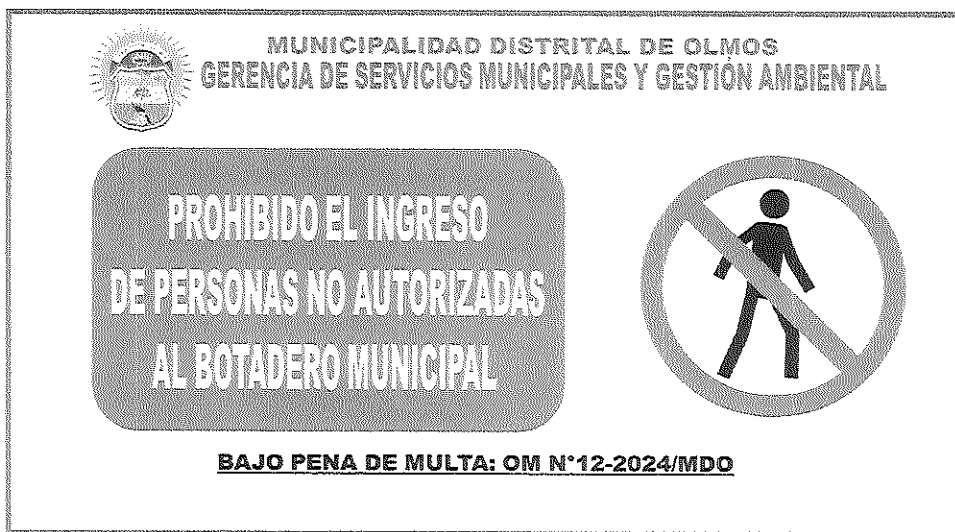 MUNICIPALIDAD DISTRITAL DE OLMOS
GERENCIA DE SERVICIOS MUNICIPALES Y GESTIÓN AMBIENTAL
PROHIBIDO EL INGRESO
DE PERSONAS NO AUTORIZADAS
AL BOTADERO MUNICIPAL
BAJO PENA DE MULTA: OM N°12-2024/MDO